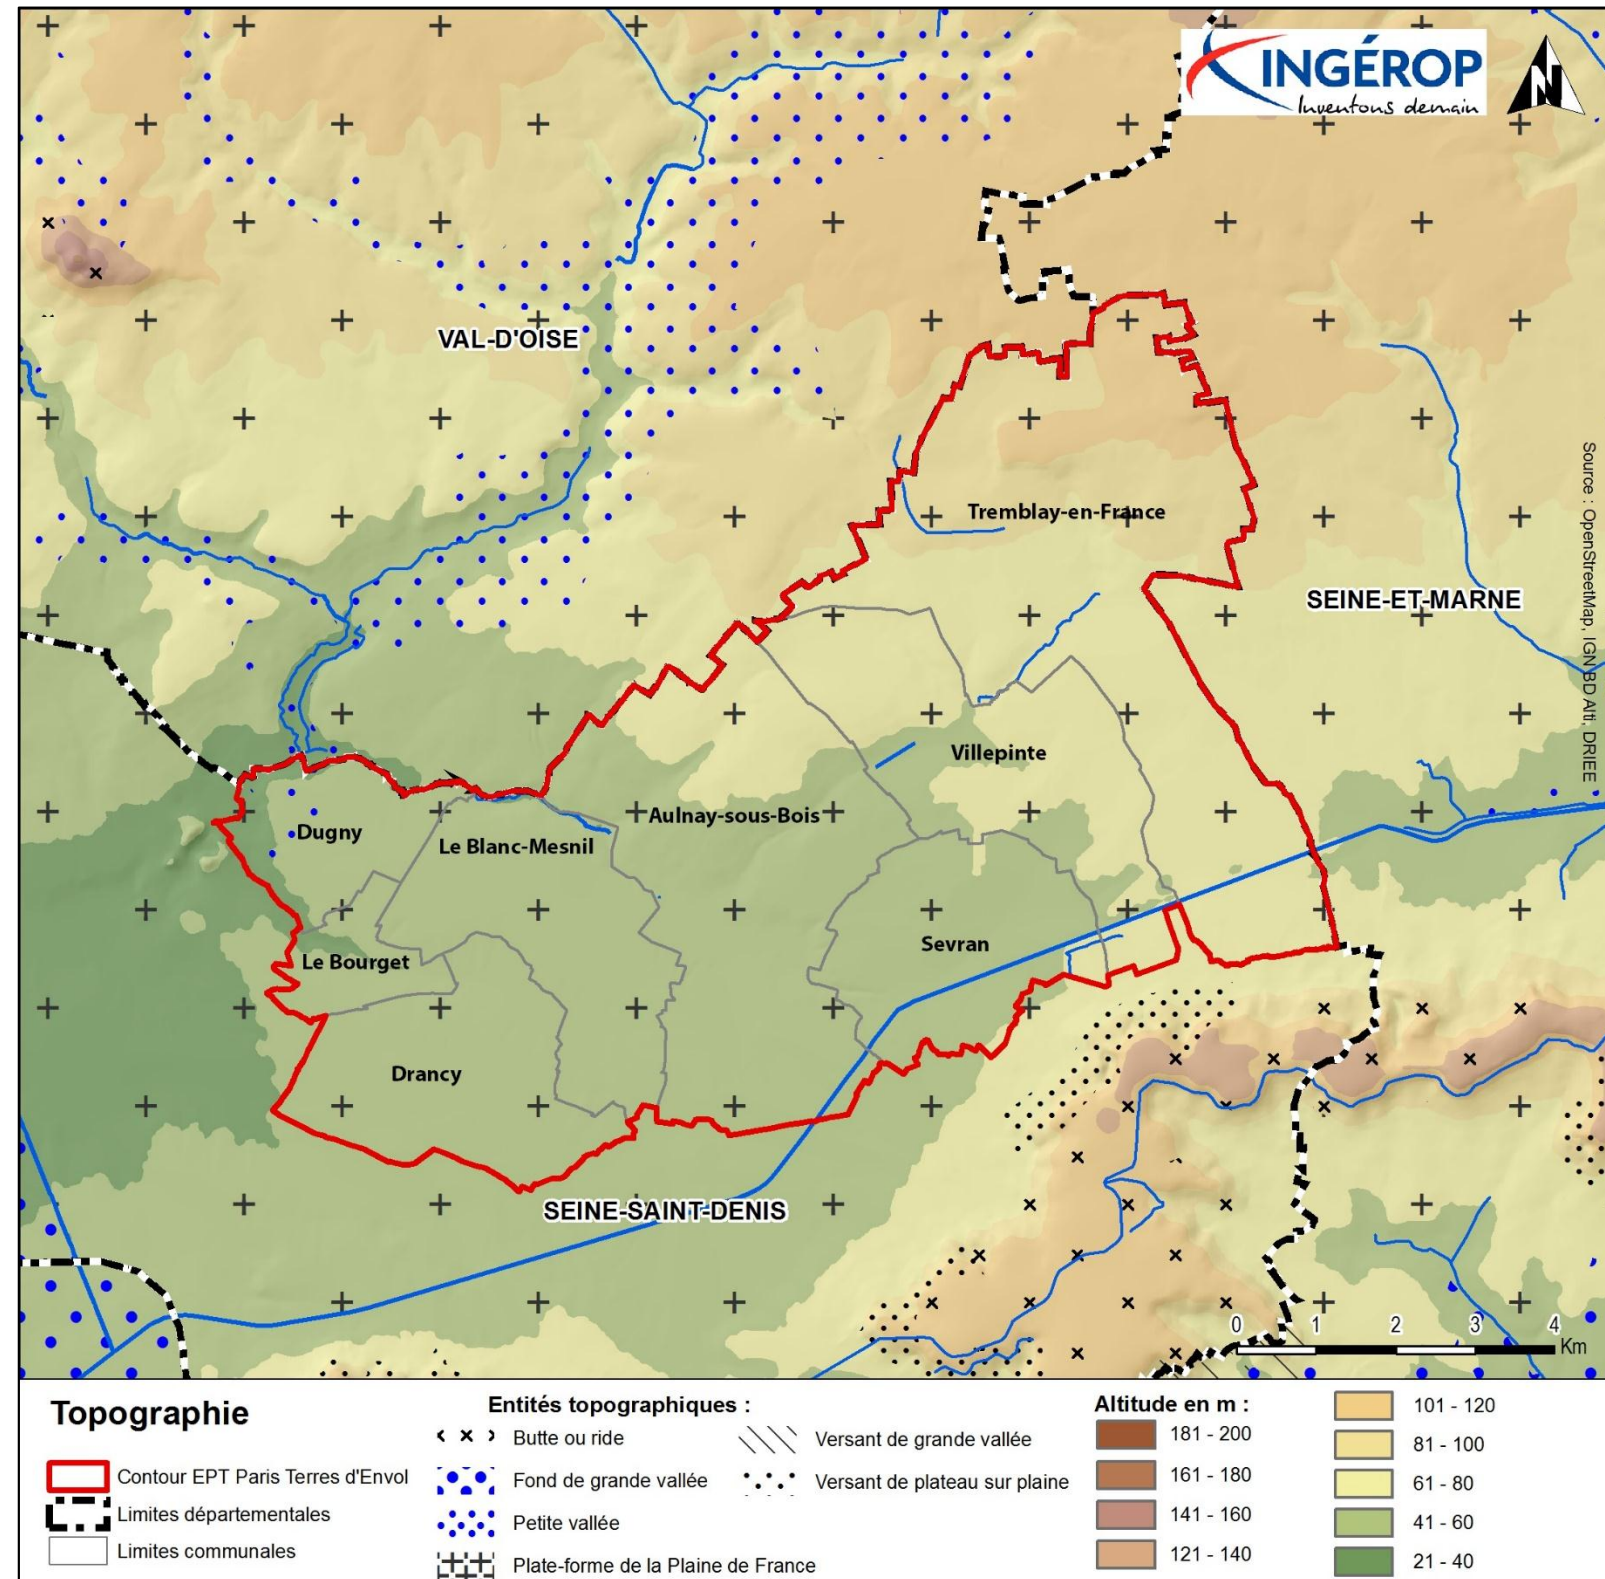 INGÉROP
Inventons demain
N
VAL-D'OISE
Tremblay-en-France
SEINE-ET-MARNE
Source : OpenStreetMap, IGN BD Alti, DRIEE
Villepinte
Aulnay-sous-Bois
Dugny
Le Blanc-Mesnil
Sevran
Le Bourget
Drancy
SEINE-SAINT-DENIS
0 1 2 3 4
Km
Topographie
Contour EPT Paris Terres d'Envol
Limites départementales
Limites communales
Entités topographiques :
Butte ou ride
Fond de grande vallée
Petite vallée
Plate-forme de la Plaine de France
Versant de grande vallée
Versant de plateau sur plaine
Altitude en m :
181 - 200
161 - 180
141 - 160
121 - 140
101 - 120
81 - 100
61 - 80
41 - 60
21 - 40